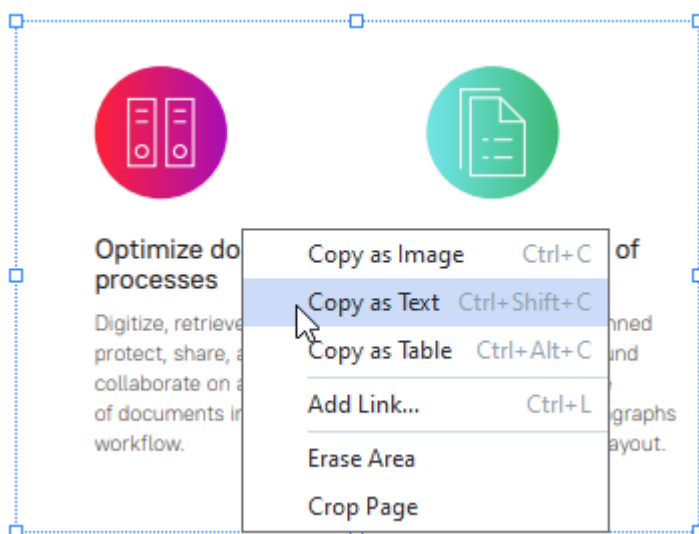 Optimize do
processes
Digitize, retrieve
protect, share, a
collaborate on a
of documents in
workflow.
Copy as Image Ctrl+C
Copy as Text Ctrl+Shift+C
Copy as Table Ctrl+Alt+C
Add Link... Ctrl+L
Erase Area
Crop Page
of
nned
und
graphs
ayout.